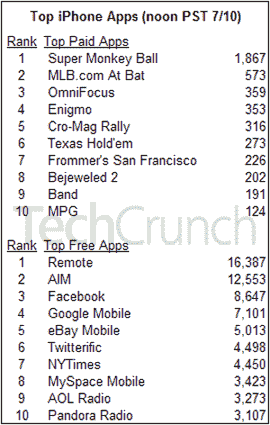 Top iPhone Apps (noon PST 7/10)
Rank Top Paid Apps
1 Super Monkey Ball 1,867
2 MLB.com At Bat 573
3 OmniFocus 359
4 Enigmo 353
5 Cro-Mag Rally 316
6 Texas Hold'em 273
7 Frommer's San Francisco 226
8 Bejeweled 2 202
9 Band 191
10 MPG 124
TechCrunch
Rank Top Free Apps
1 Remote 16,387
2 AIM 12,553
3 Facebook 8,647
4 Google Mobile 7,101
5 eBay Mobile 5,013
6 Twitterific 4,498
7 NYTimes 4,450
8 MySpace Mobile 3,423
9 AOL Radio 3,273
10 Pandora Radio 3,107